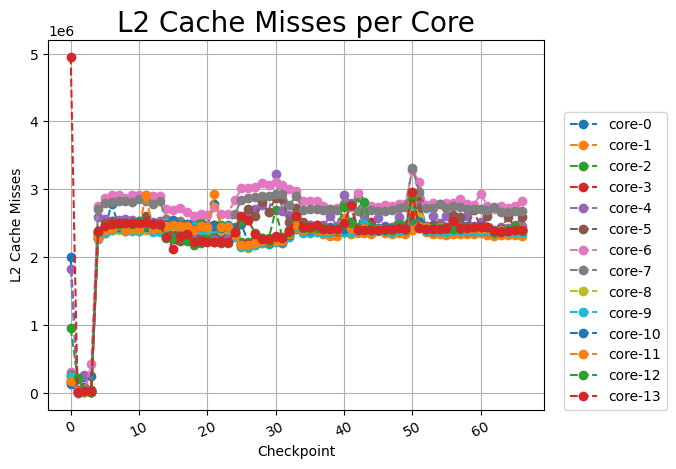 L2 Cache Misses per Core
1e6
5
4
3
2
1
0
L2 Cache Misses
0
10
20
30
40
50
60
Checkpoint
core-0
core-1
core-2
core-3
core-4
core-5
core-6
core-7
core-8
core-9
core-10
core-11
core-12
core-13